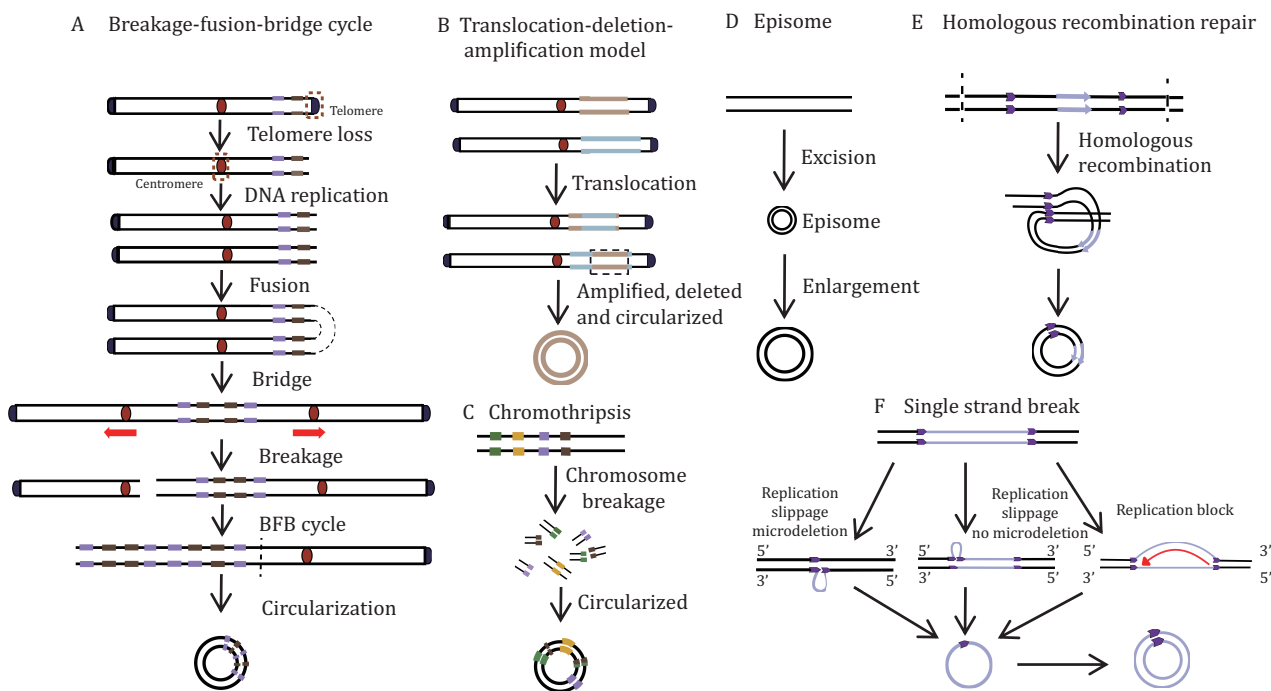 A Breakage-fusion-bridge cycle
Telomere
Telomere loss
Centromere
DNA replication
Fusion
Bridge
Breakage
BFB cycle
Circularization
B Translocation-deletion-
amplification model
Translocation
Amplified, deleted
and circularized
C Chromothripsis
Chromosome
breakage
Circularized
D Episome
Excision
Episome
Enlargement
E Homologous recombination repair
Homologous
recombination
F Single strand break
Replication
slippage
microdeletion
Replication
slippage
no microdeletion
Replication block
5’ 3’
3’ 5’
5’ 3’
3’ 5’
5’ 3’
3’ 5’